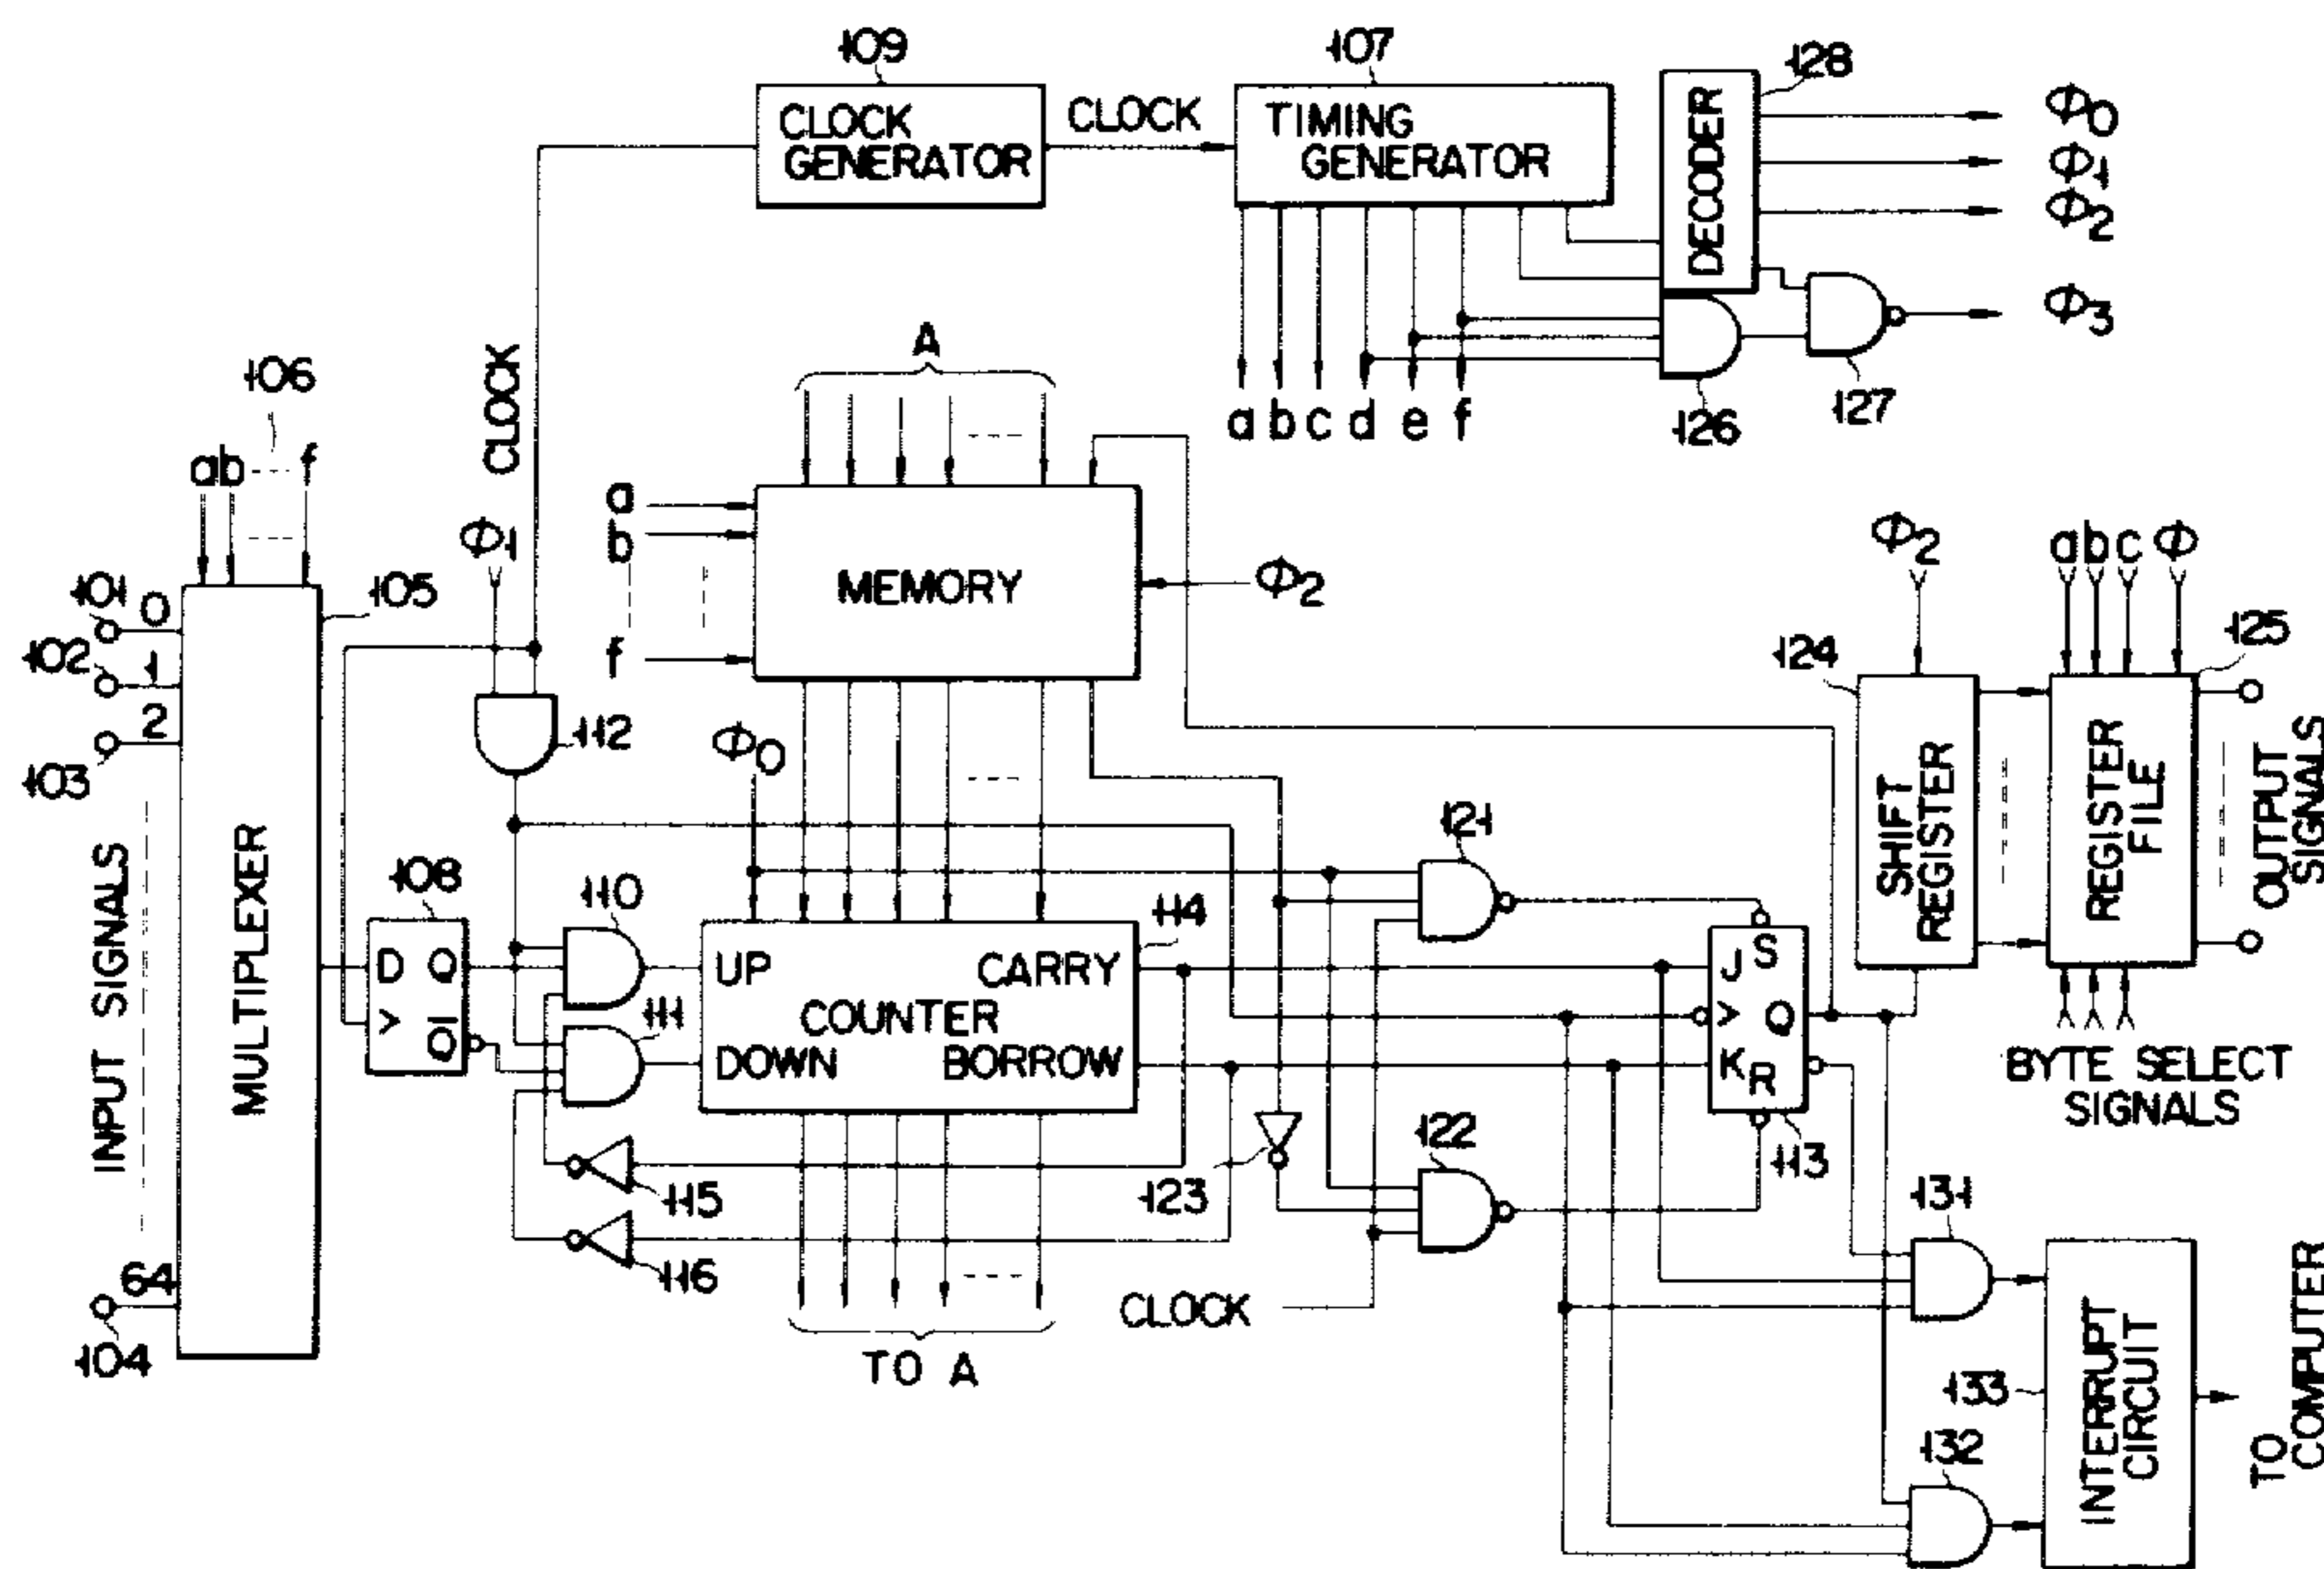 109
107
128
CLOCK
GENERATOR
CLOCK
TIMING
GENERATOR
DECODER
Φ0
Φ1
Φ2
Φ3
127
126
a b c d e f
106
a b f
CLOCK
A
Φ1
a
b
f
MEMORY
Φ2
101
0
102
1
2
103
64
104
INPUT SIGNALS
MULTIPLEXER
105
112
Φ0
108
D Q
> Q̅
110
111
UP CARRY
COUNTER
DOWN BORROW
114
115
116
TO A
121
122
123
CLOCK
J S
> Q
K R
113
Φ2
124
SHIFT
REGISTER
a b c Φ
125
REGISTER
FILE
OUTPUT
SIGNALS
BYTE SELECT
SIGNALS
131
132
133
INTERRUPT
CIRCUIT
TO
COMPUTER